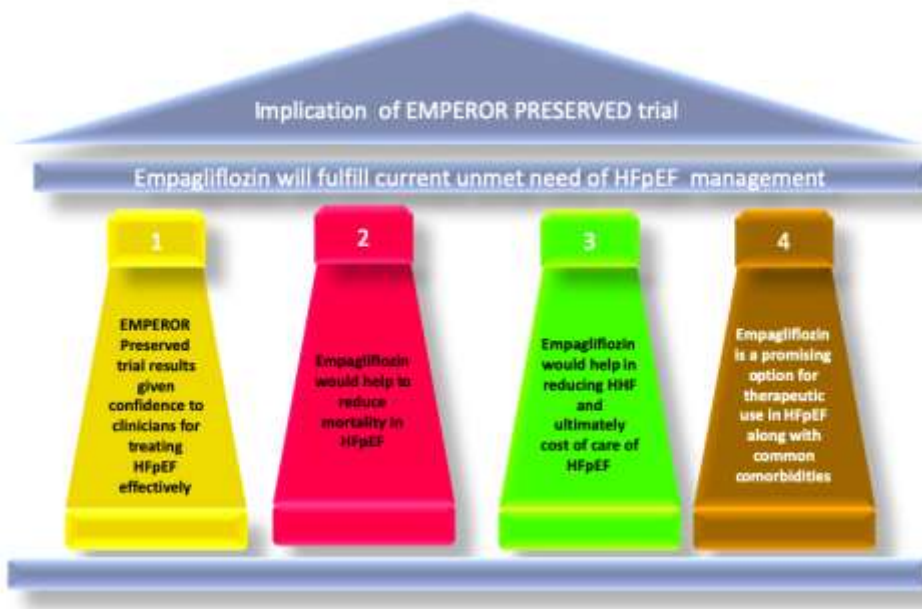 Implication of EMPEROR PRESERVED trial
Empagliflozin will fulfill current unmet need of HFpEF management
1
EMPEROR
Preserved
trial results
given
confidence to
clinicians for
treating
HFpEF
effectively
2
Empagliflozin
would help to
reduce
mortality in
HFpEF
3
Empagliflozin
would help in
reducing HHF
and
ultimately
cost of care of
HFpEF
4
Empagliflozin
is a promising
option for
therapeutic
use in HFpEF
along with
common
comorbidities